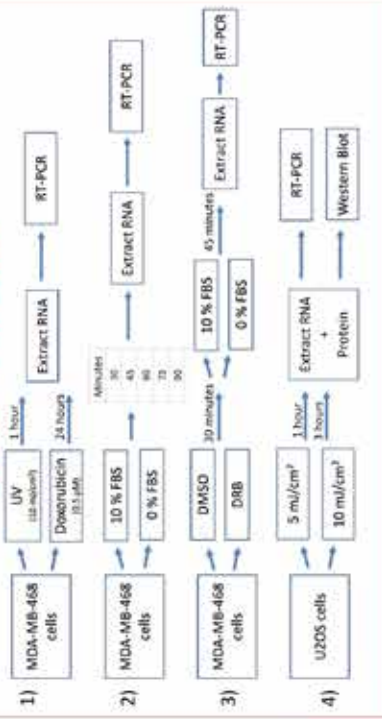 1)
MDA-MB-468
cells
UV
(10 mJ/cm²)
Doxorubicin
(0.5 µM)
1 hour
24 hours
Extract RNA
RT-PCR
2)
MDA-MB-468
cells
10 % FBS
0 % FBS
Minutes
30
45
60
75
90
Extract RNA
RT-PCR
3)
MDA-MB-468
cells
DMSO
DRB
30 minutes
10 % FBS
0 % FBS
45 minutes
Extract RNA
RT-PCR
4)
U2OS cells
5 mJ/cm²
10 mJ/cm²
1 hour
3 hours
Extract RNA
+
Protein
RT-PCR
Western Blot